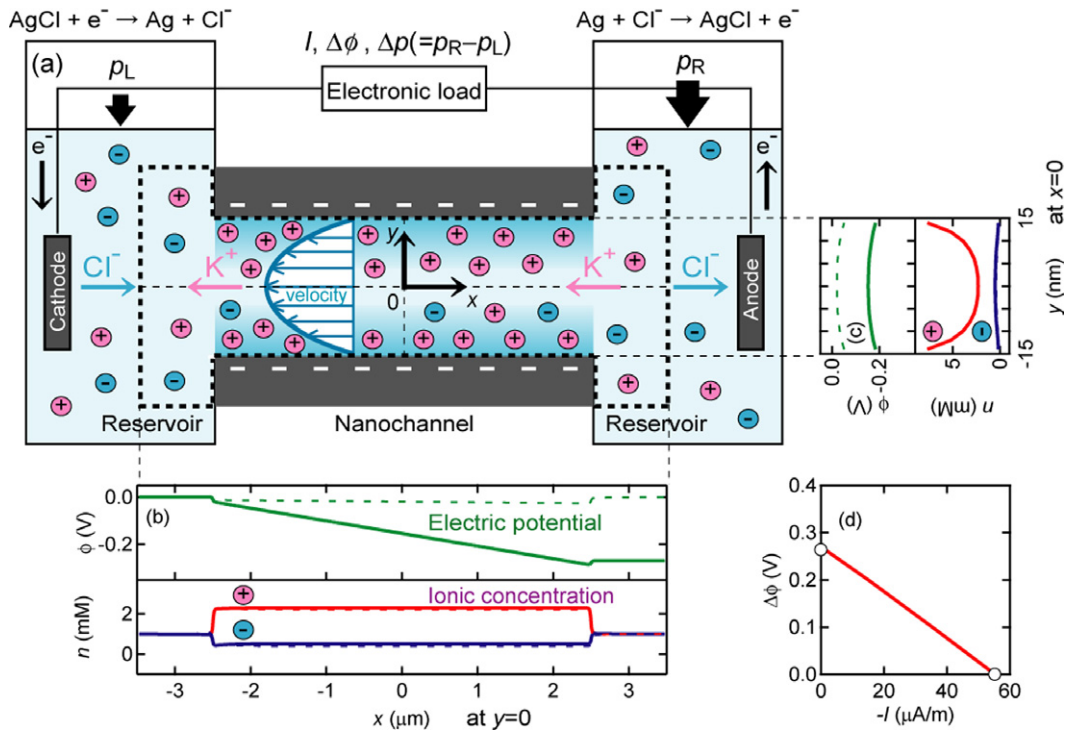 AgCl + e⁻ → Ag + Cl⁻
Ag + Cl⁻ → AgCl + e⁻
I, Δϕ , Δp(=pR–pL)
(a)
pL
pR
Electronic load
e⁻
e⁻
Cathode
Cl⁻
K⁺
velocity
y
0
x
K⁺
Cl⁻
Anode
Reservoir
Nanochannel
Reservoir
at x=0
15
-15
y (nm)
(c)
0.0
-0.2
ϕ
(V)
5
0
n (mM)
(b)
0.0
-0.2
ϕ (V)
Electric potential
Ionic concentration
2
0
n (mM)
-3 -2 -1 0 1 2 3
x (μm) at y=0
(d)
0.4
0.3
0.2
0.1
0.0
Δϕ (V)
0 20 40 60
-I (μA/m)